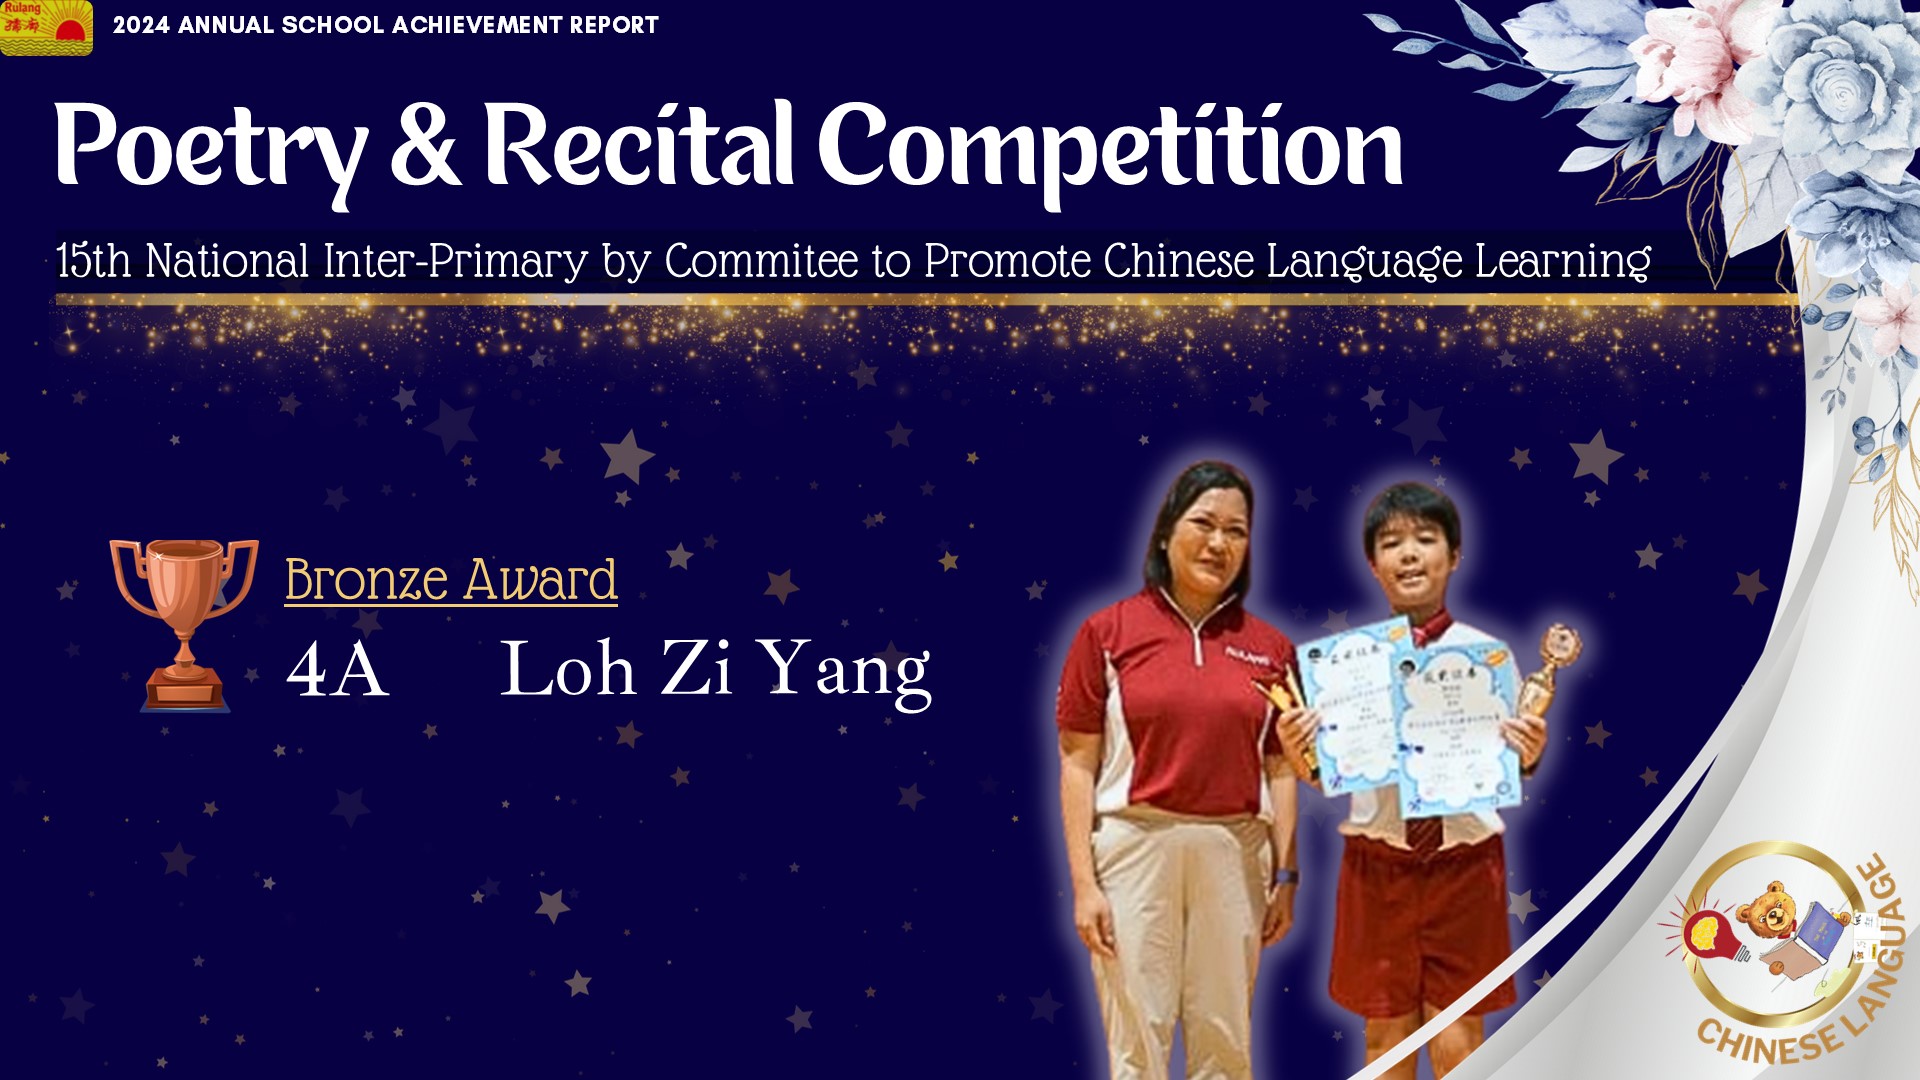 Rulang
2024 ANNUAL SCHOOL ACHIEVEMENT REPORT
Poetry & Recital Competition
15th National Inter-Primary by Commitee to Promote Chinese Language Learning
Bronze Award
4A Loh Zi Yang
RULANG
CHINESE LANGUAGE